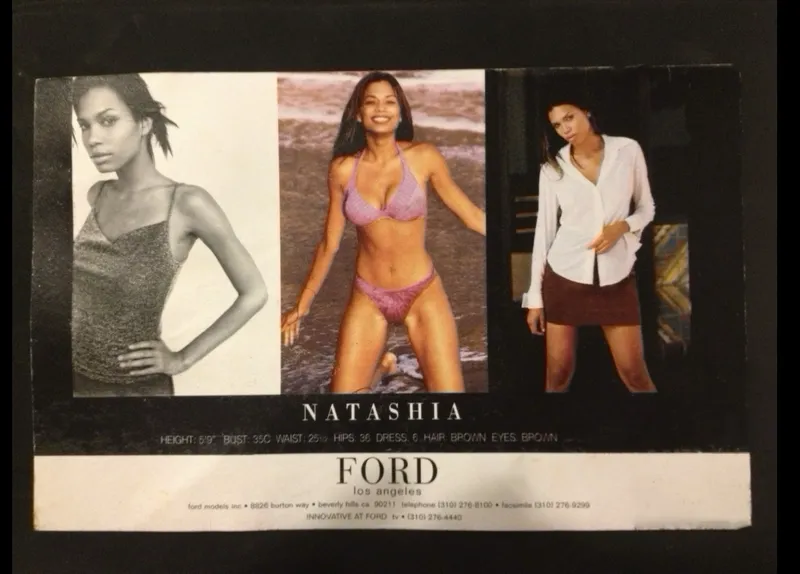 NATASHIA
HEIGHT: 5'9" BUST: 35C WAIST: 25½ HIPS: 36 DRESS: 6 HAIR: BROWN EYES: BROWN
FORD
los angeles
ford models inc • 8826 burton way • beverly hills ca 90211 telephone (310) 276-8100 • facsimile (310) 276-9299
INNOVATIVE AT FORD tv • (310) 276-4440